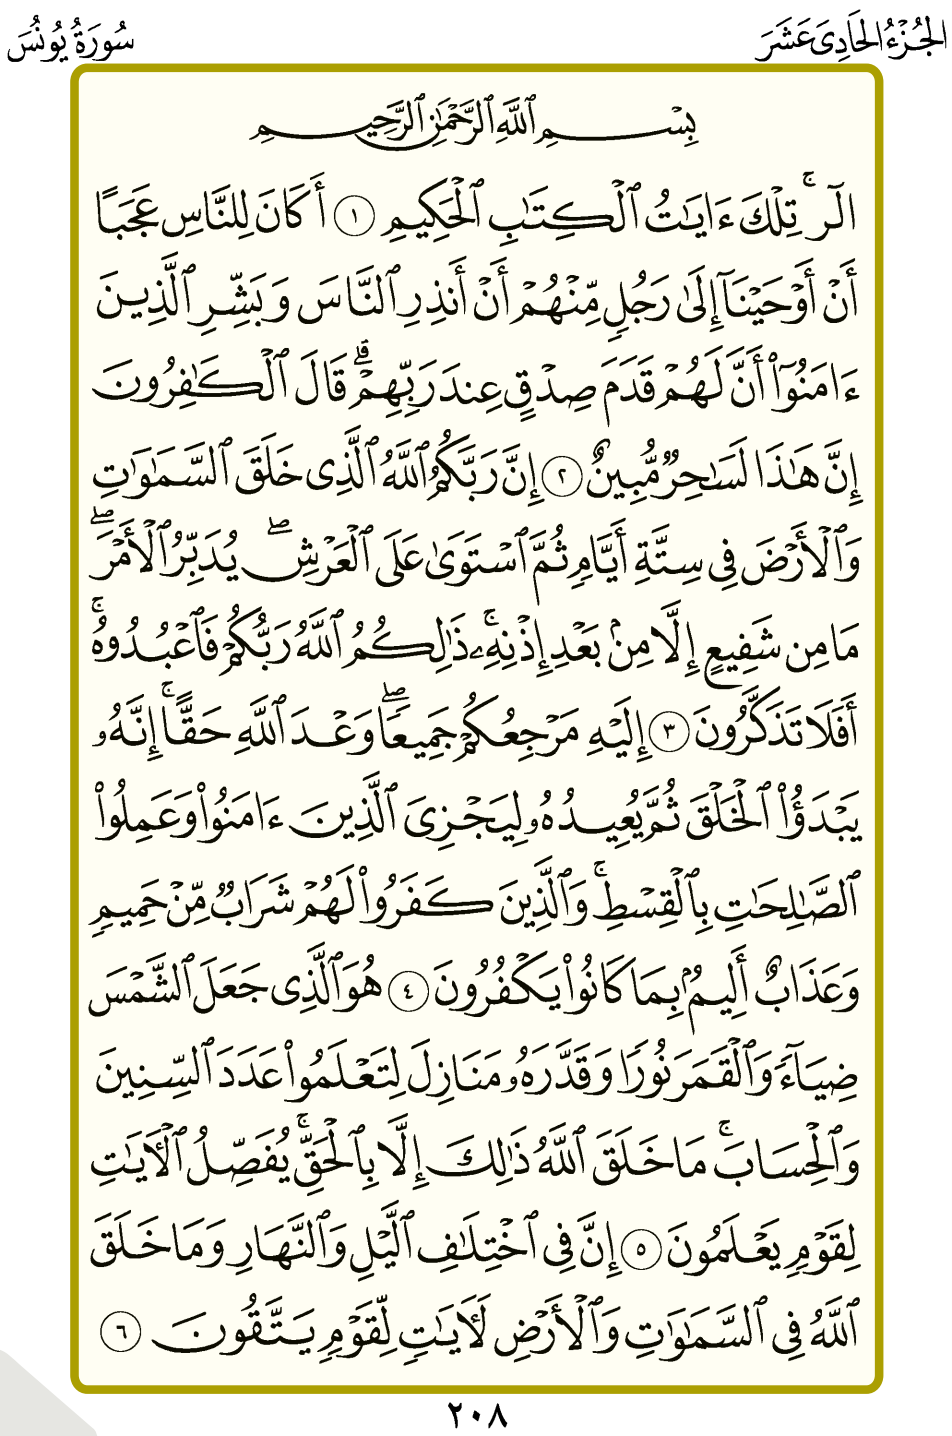 الجُزْءُ الحَادِى عَشَرَ
سُورَةُ يُونُسَ
بِسْمِ ٱللَّهِ ٱلرَّحْمَٰنِ ٱلرَّحِيمِ
الٓر ۚ تِلْكَ ءَايَٰتُ ٱلْكِتَٰبِ ٱلْحَكِيمِ ١ أَكَانَ لِلنَّاسِ عَجَبًا
أَنْ أَوْحَيْنَآ إِلَىٰ رَجُلٍ مِّنْهُمْ أَنْ أَنذِرِ ٱلنَّاسَ وَبَشِّرِ ٱلَّذِينَ
ءَامَنُوٓا۟ أَنَّ لَهُمْ قَدَمَ صِدْقٍ عِندَ رَبِّهِمْ ۗ قَالَ ٱلْكَٰفِرُونَ
إِنَّ هَٰذَا لَسَٰحِرٌ مُّبِينٌ ٢ إِنَّ رَبَّكُمُ ٱللَّهُ ٱلَّذِى خَلَقَ ٱلسَّمَٰوَٰتِ
وَٱلْأَرْضَ فِى سِتَّةِ أَيَّامٍ ثُمَّ ٱسْتَوَىٰ عَلَى ٱلْعَرْشِ ۖ يُدَبِّرُ ٱلْأَمْرَ ۖ
مَا مِن شَفِيعٍ إِلَّا مِنۢ بَعْدِ إِذْنِهِۦ ۚ ذَٰلِكُمُ ٱللَّهُ رَبُّكُمْ فَٱعْبُدُوهُ ۚ
أَفَلَا تَذَكَّرُونَ ٣ إِلَيْهِ مَرْجِعُكُمْ جَمِيعًا ۖ وَعْدَ ٱللَّهِ حَقًّا ۚ إِنَّهُۥ
يَبْدَؤُا۟ ٱلْخَلْقَ ثُمَّ يُعِيدُهُۥ لِيَجْزِىَ ٱلَّذِينَ ءَامَنُوا۟ وَعَمِلُوا۟
ٱلصَّٰلِحَٰتِ بِٱلْقِسْطِ ۚ وَٱلَّذِينَ كَفَرُوا۟ لَهُمْ شَرَابٌ مِّنْ حَمِيمٍ
وَعَذَابٌ أَلِيمٌۢ بِمَا كَانُوا۟ يَكْفُرُونَ ٤ هُوَ ٱلَّذِى جَعَلَ ٱلشَّمْسَ
ضِيَآءً وَٱلْقَمَرَ نُورًا وَقَدَّرَهُۥ مَنَازِلَ لِتَعْلَمُوا۟ عَدَدَ ٱلسِّنِينَ
وَٱلْحِسَابَ ۚ مَا خَلَقَ ٱللَّهُ ذَٰلِكَ إِلَّا بِٱلْحَقِّ ۚ يُفَصِّلُ ٱلْءَايَٰتِ
لِقَوْمٍ يَعْلَمُونَ ٥ إِنَّ فِى ٱخْتِلَٰفِ ٱلَّيْلِ وَٱلنَّهَارِ وَمَا خَلَقَ
ٱللَّهُ فِى ٱلسَّمَٰوَٰتِ وَٱلْأَرْضِ لَءَايَٰتٍ لِّقَوْمٍ يَتَّقُونَ ٦
٢٠٨